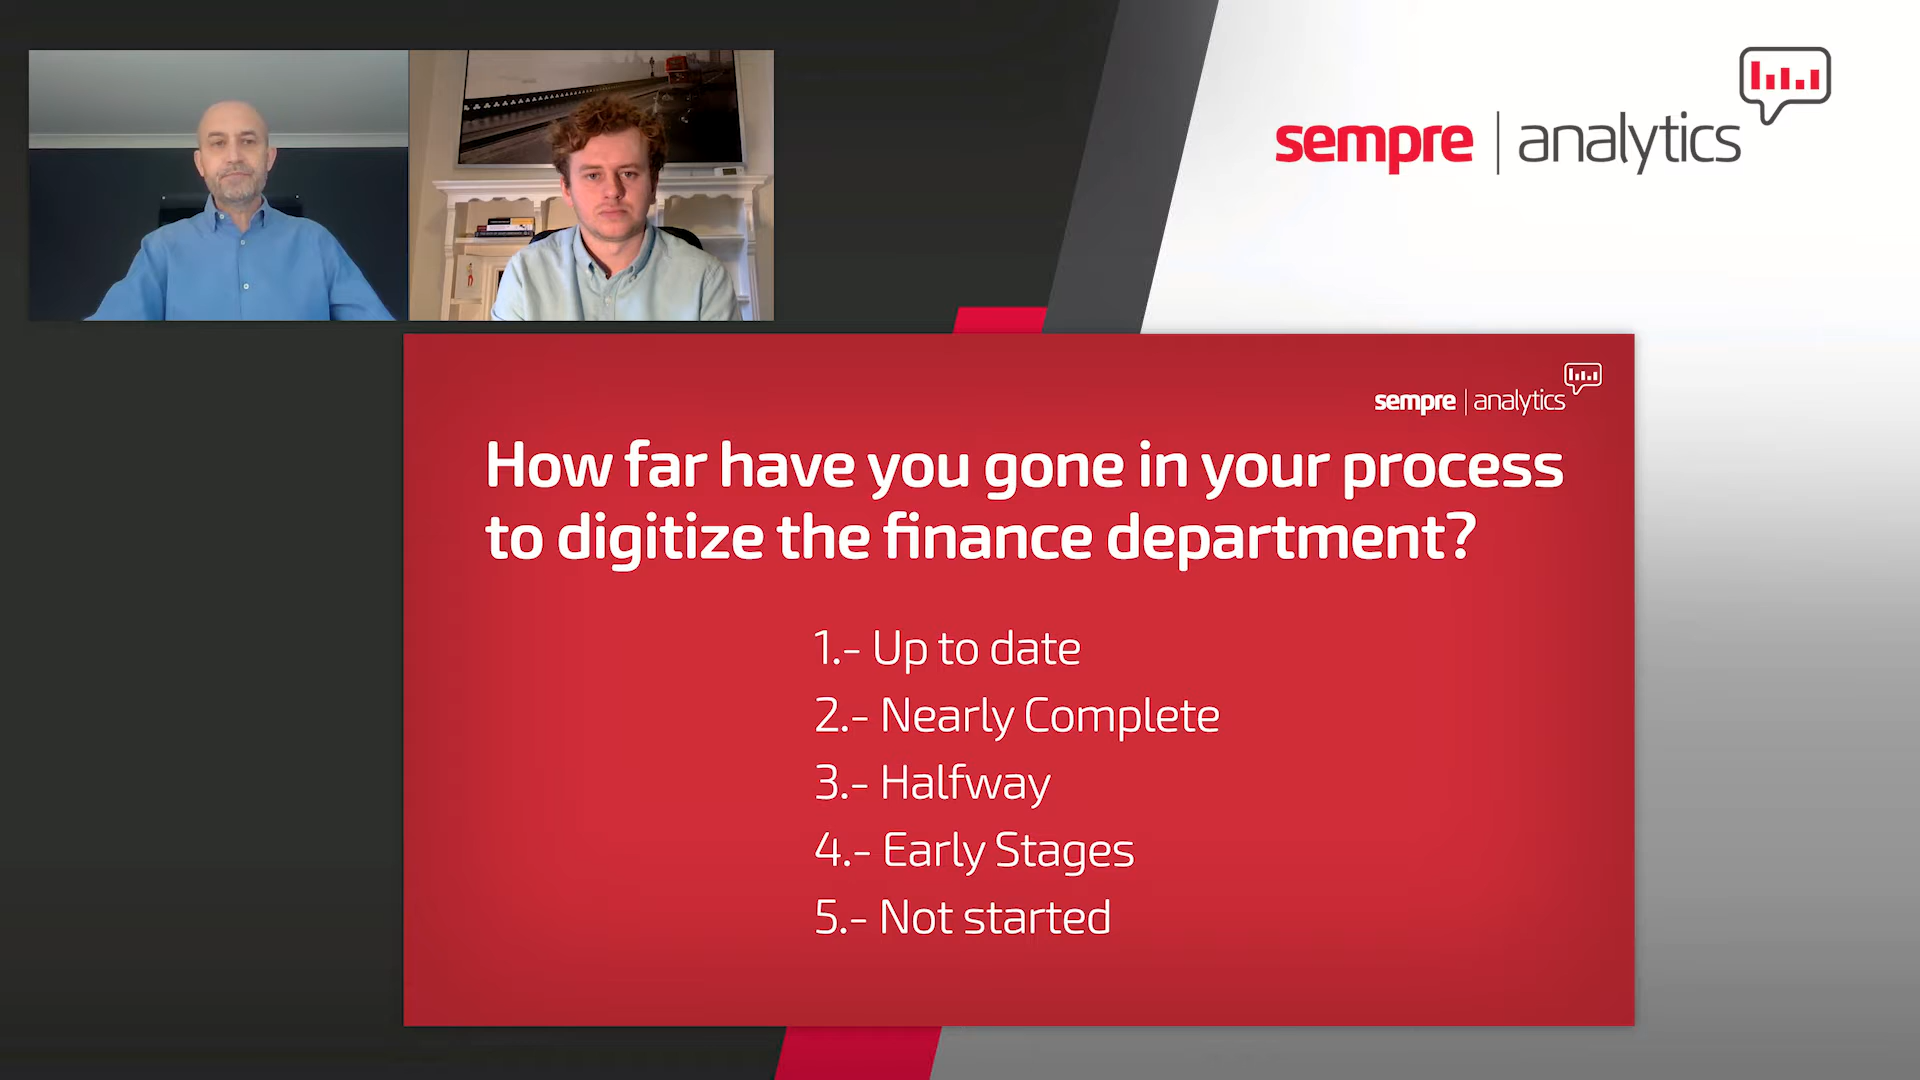 sempre | analytics
sempre | analytics
How far have you gone in your process
to digitize the finance department?
1.- Up to date
2.- Nearly Complete
3.- Halfway
4.- Early Stages
5.- Not started